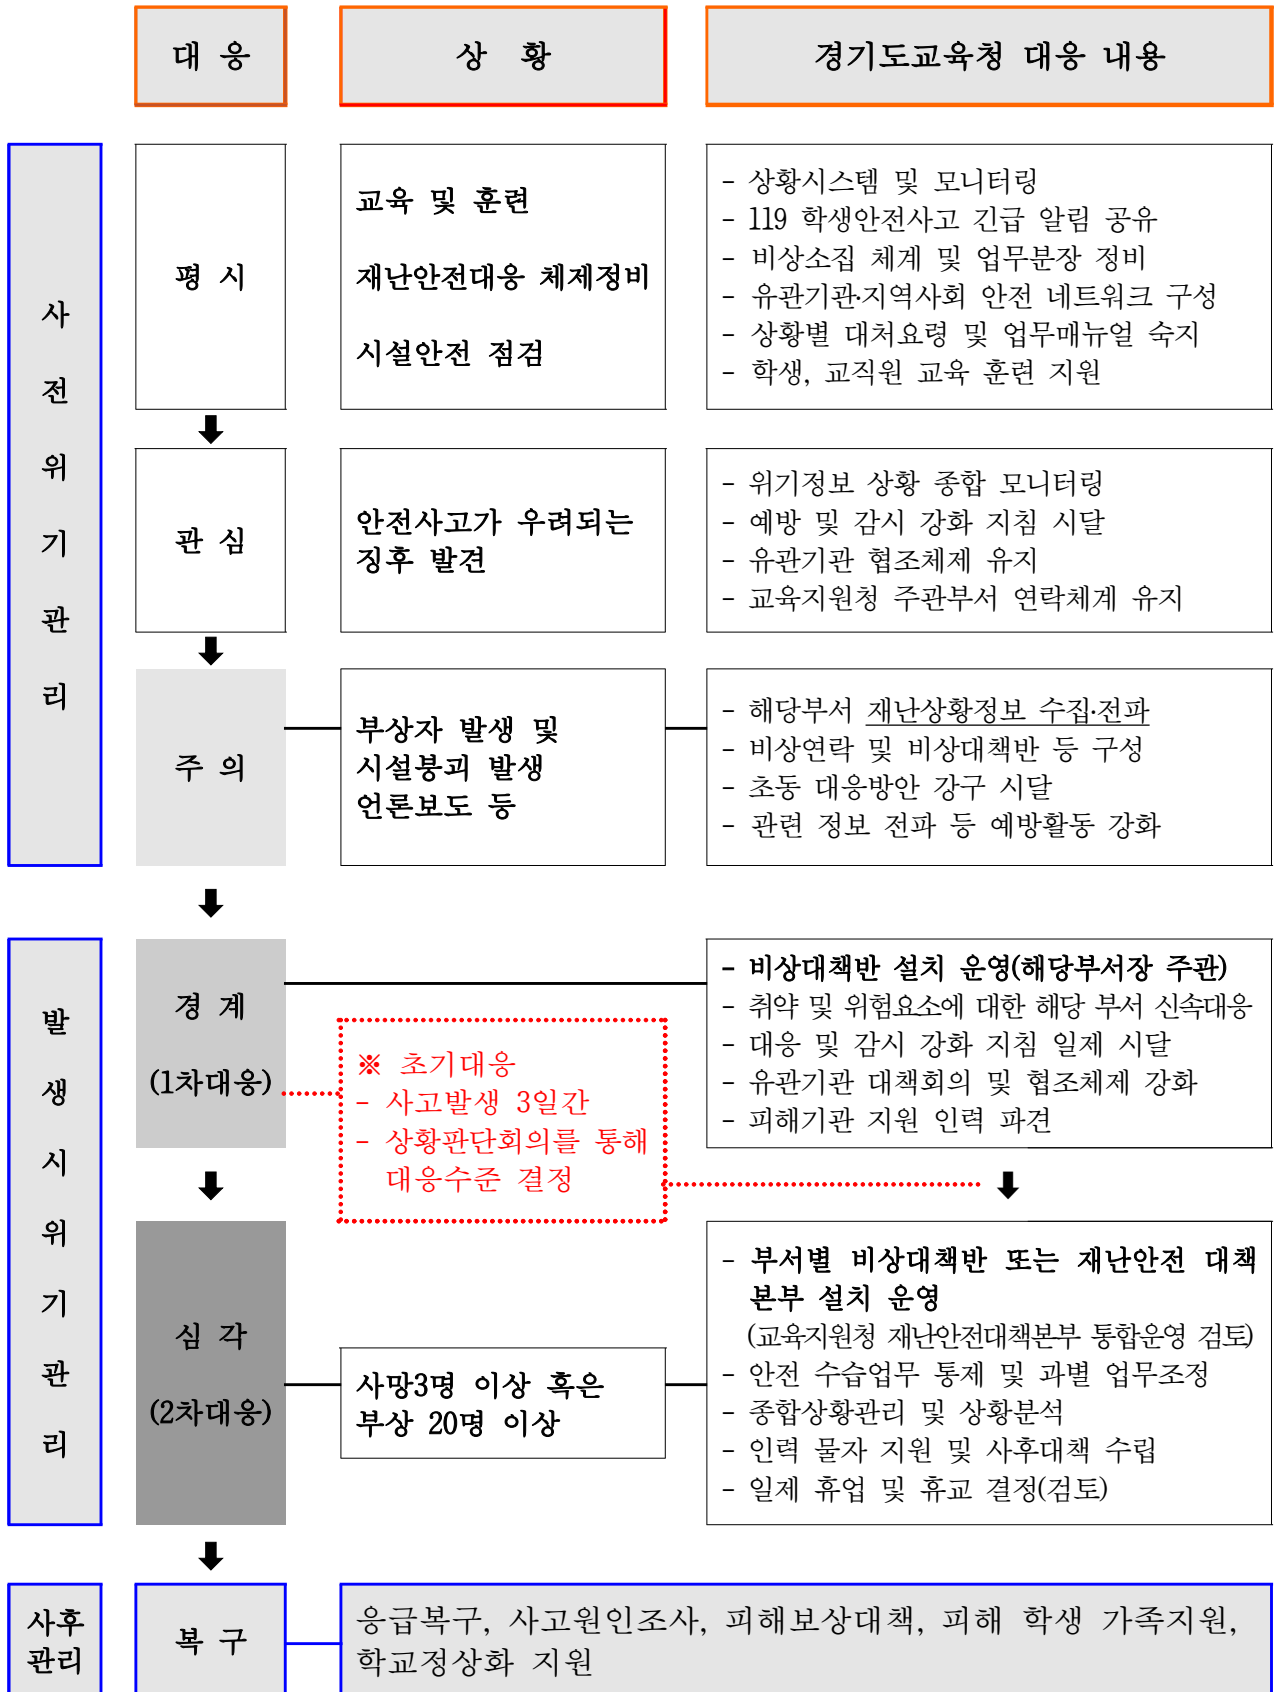 대 응
상 황
경기도교육청 대응 내용
사
전
위
기
관
리
평 시
교육 및 훈련
재난안전대응 체제정비
시설안전 점검
- 상황시스템 및 모니터링
- 119 학생안전사고 긴급 알림 공유
- 비상소집 체계 및 업무분장 정비
- 유관기관·지역사회 안전 네트워크 구성
- 상황별 대처요령 및 업무매뉴얼 숙지
- 학생, 교직원 교육 훈련 지원
관 심
안전사고가 우려되는
징후 발견
- 위기정보 상황 종합 모니터링
- 예방 및 감시 강화 지침 시달
- 유관기관 협조체제 유지
- 교육지원청 주관부서 연락체계 유지
주 의
부상자 발생 및
시설붕괴 발생
언론보도 등
- 해당부서 재난상황정보 수집·전파
- 비상연락 및 비상대책반 등 구성
- 초동 대응방안 강구 시달
- 관련 정보 전파 등 예방활동 강화
발
생
시
위
기
관
리
경 계
(1차대응)
※ 초기대응
- 사고발생 3일간
- 상황판단회의를 통해
대응수준 결정
- 비상대책반 설치 운영(해당부서장 주관)
- 취약 및 위험요소에 대한 해당 부서 신속대응
- 대응 및 감시 강화 지침 일제 시달
- 유관기관 대책회의 및 협조체제 강화
- 피해기관 지원 인력 파견
심 각
(2차대응)
사망3명 이상 혹은
부상 20명 이상
- 부서별 비상대책반 또는 재난안전 대책
본부 설치 운영
(교육지원청 재난안전대책본부 통합운영 검토)
- 안전 수습업무 통제 및 과별 업무조정
- 종합상황관리 및 상황분석
- 인력 물자 지원 및 사후대책 수립
- 일제 휴업 및 휴교 결정(검토)
사후
관리
복 구
응급복구, 사고원인조사, 피해보상대책, 피해 학생 가족지원,
학교정상화 지원